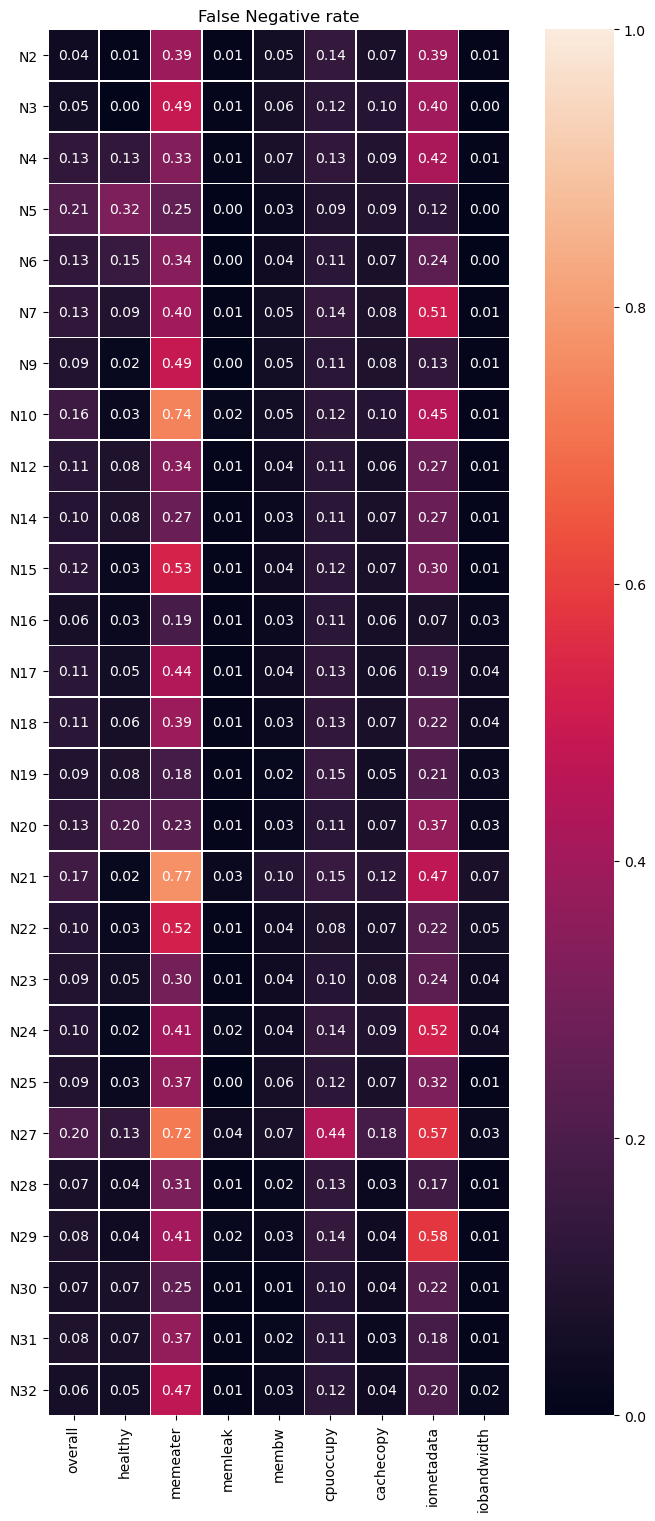 False Negative rate
N2 0.04 0.01 0.39 0.01 0.05 0.14 0.07 0.39 0.01
N3 0.05 0.00 0.49 0.01 0.06 0.12 0.10 0.40 0.00
N4 0.13 0.13 0.33 0.01 0.07 0.13 0.09 0.42 0.01
N5 0.21 0.32 0.25 0.00 0.03 0.09 0.09 0.12 0.00
N6 0.13 0.15 0.34 0.00 0.04 0.11 0.07 0.24 0.00
N7 0.13 0.09 0.40 0.01 0.05 0.14 0.08 0.51 0.01
N9 0.09 0.02 0.49 0.00 0.05 0.11 0.08 0.13 0.01
N10 0.16 0.03 0.74 0.02 0.05 0.12 0.10 0.45 0.01
N12 0.11 0.08 0.34 0.01 0.04 0.11 0.06 0.27 0.01
N14 0.10 0.08 0.27 0.01 0.03 0.11 0.07 0.27 0.01
N15 0.12 0.03 0.53 0.01 0.04 0.12 0.07 0.30 0.01
N16 0.06 0.03 0.19 0.01 0.03 0.11 0.06 0.07 0.03
N17 0.11 0.05 0.44 0.01 0.04 0.13 0.06 0.19 0.04
N18 0.11 0.06 0.39 0.01 0.03 0.13 0.07 0.22 0.04
N19 0.09 0.08 0.18 0.01 0.02 0.15 0.05 0.21 0.03
N20 0.13 0.20 0.23 0.01 0.03 0.11 0.07 0.37 0.03
N21 0.17 0.02 0.77 0.03 0.10 0.15 0.12 0.47 0.07
N22 0.10 0.03 0.52 0.01 0.04 0.08 0.07 0.22 0.05
N23 0.09 0.05 0.30 0.01 0.04 0.10 0.08 0.24 0.04
N24 0.10 0.02 0.41 0.02 0.04 0.14 0.09 0.52 0.04
N25 0.09 0.03 0.37 0.00 0.06 0.12 0.07 0.32 0.01
N27 0.20 0.13 0.72 0.04 0.07 0.44 0.18 0.57 0.03
N28 0.07 0.04 0.31 0.01 0.02 0.13 0.03 0.17 0.01
N29 0.08 0.04 0.41 0.02 0.03 0.14 0.04 0.58 0.01
N30 0.07 0.07 0.25 0.01 0.01 0.10 0.04 0.22 0.01
N31 0.08 0.07 0.37 0.01 0.02 0.11 0.03 0.18 0.01
N32 0.06 0.05 0.47 0.01 0.03 0.12 0.04 0.20 0.02
overall healthy memeater memleak membw cpuoccupy cachecopy iometadata iobandwidth
1.0
0.8
0.6
0.4
0.2
0.0